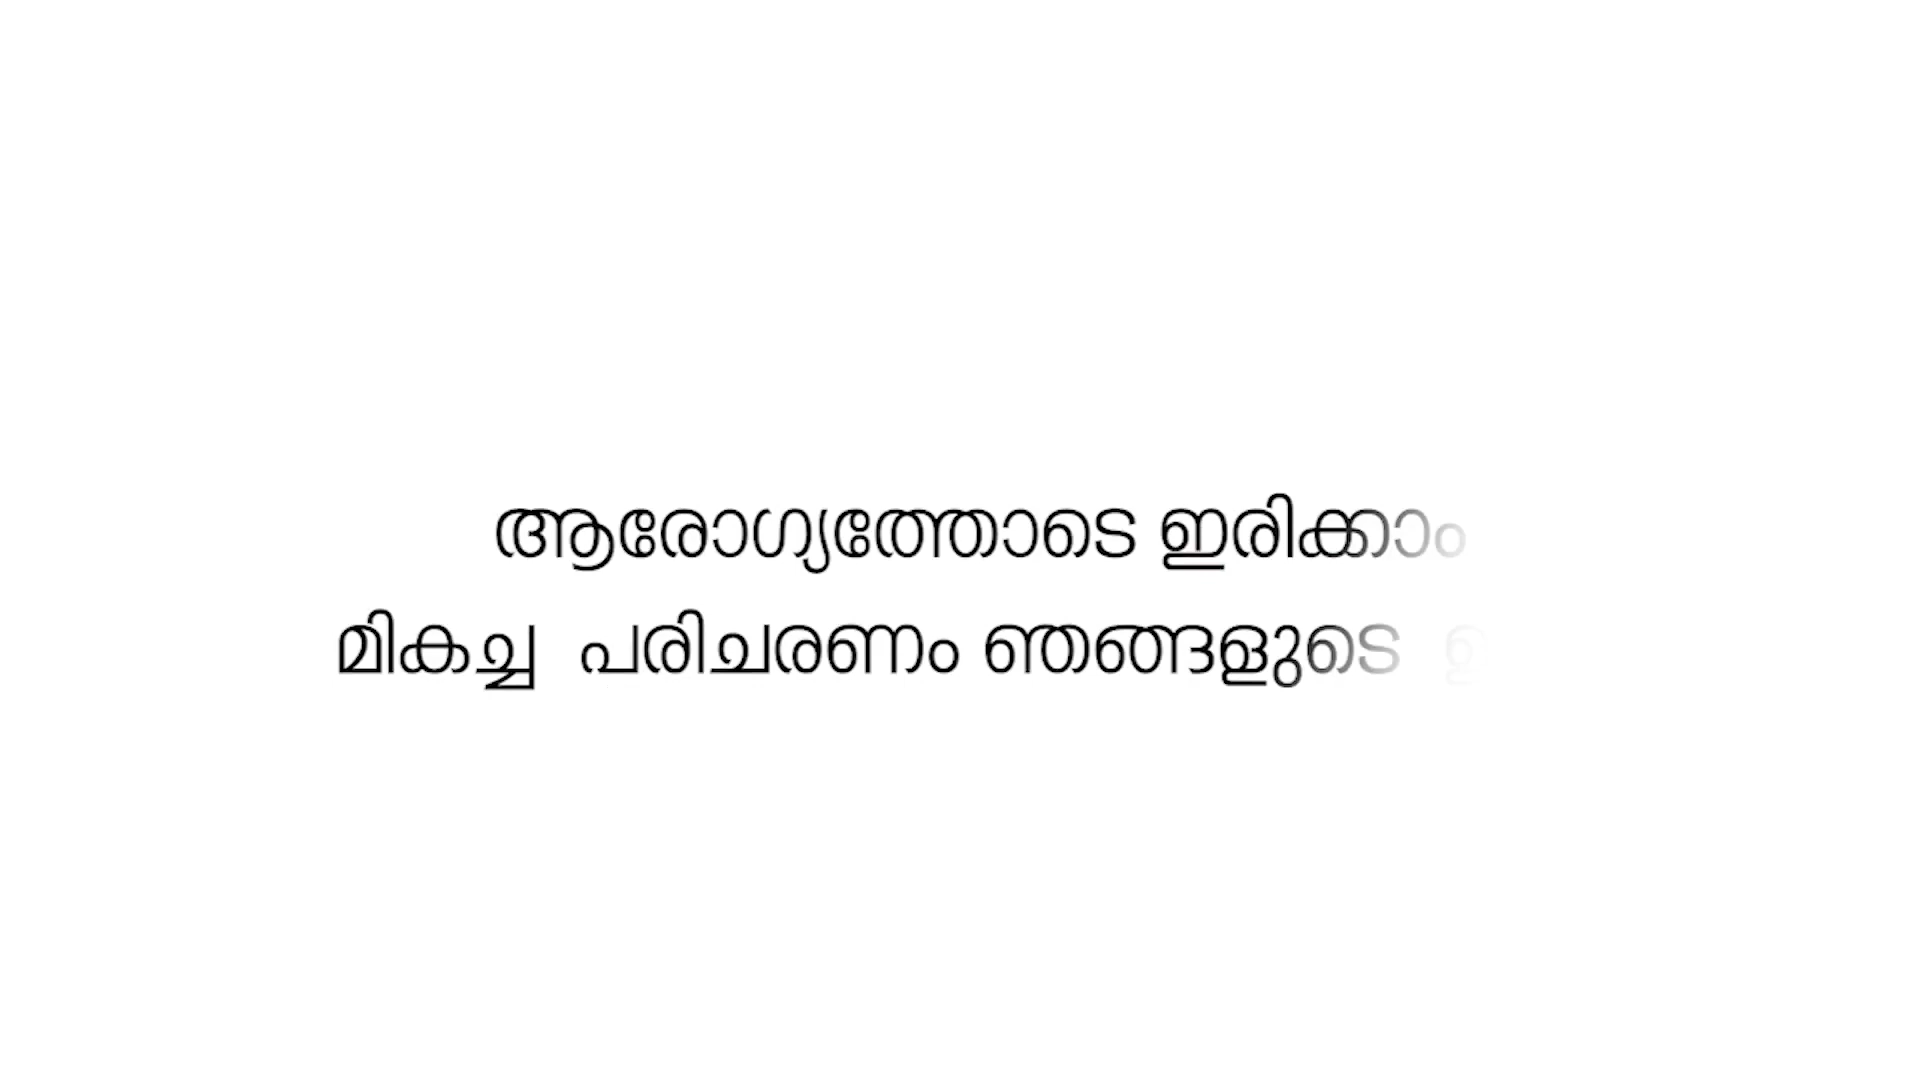 ആരോഗ്യത്തോടെ ഇരിക്കാം
മികച്ച പരിചരണം ഞങ്ങളുടെ